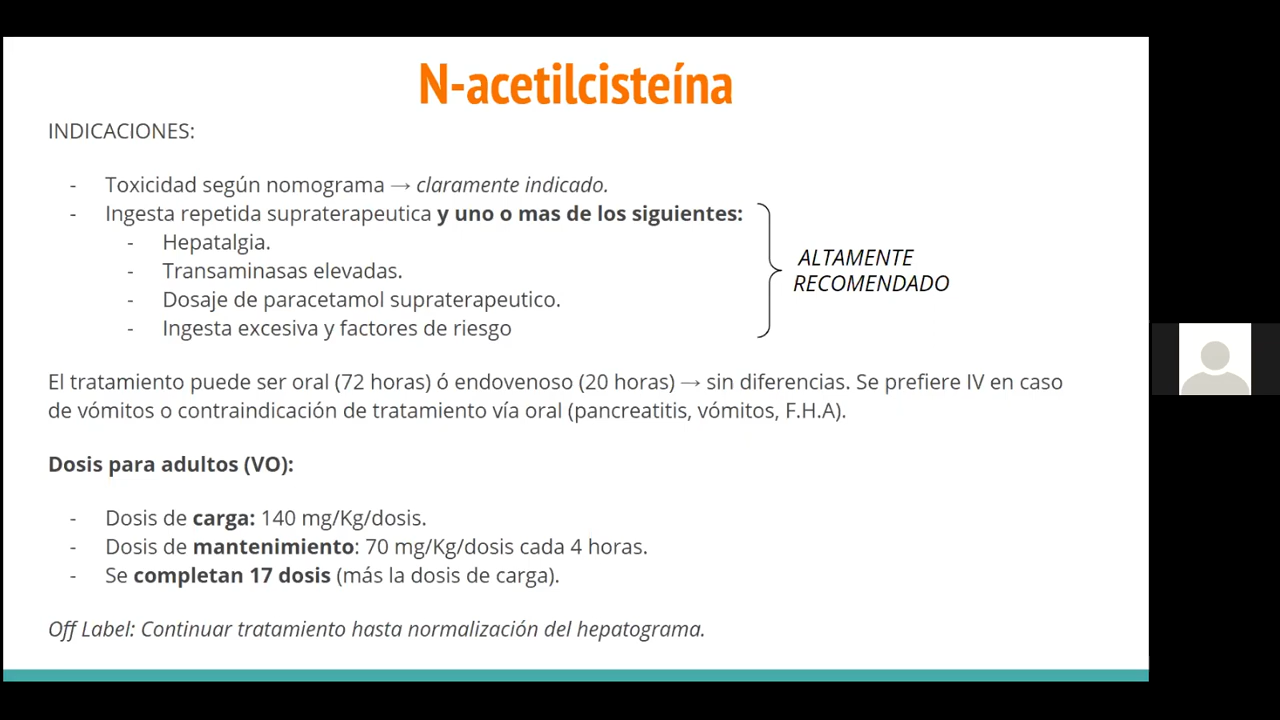 N-acetilcisteína
INDICACIONES:
- Toxicidad según nomograma → claramente indicado.
- Ingesta repetida supraterapeutica y uno o mas de los siguientes:
- Hepatalgia.
- Transaminasas elevadas.
- Dosaje de paracetamol supraterapeutico.
- Ingesta excesiva y factores de riesgo
ALTAMENTE
RECOMENDADO
El tratamiento puede ser oral (72 horas) ó endovenoso (20 horas) → sin diferencias. Se prefiere IV en caso
de vómitos o contraindicación de tratamiento vía oral (pancreatitis, vómitos, F.H.A).
Dosis para adultos (VO):
- Dosis de carga: 140 mg/Kg/dosis.
- Dosis de mantenimiento: 70 mg/Kg/dosis cada 4 horas.
- Se completan 17 dosis (más la dosis de carga).
Off Label: Continuar tratamiento hasta normalización del hepatograma.